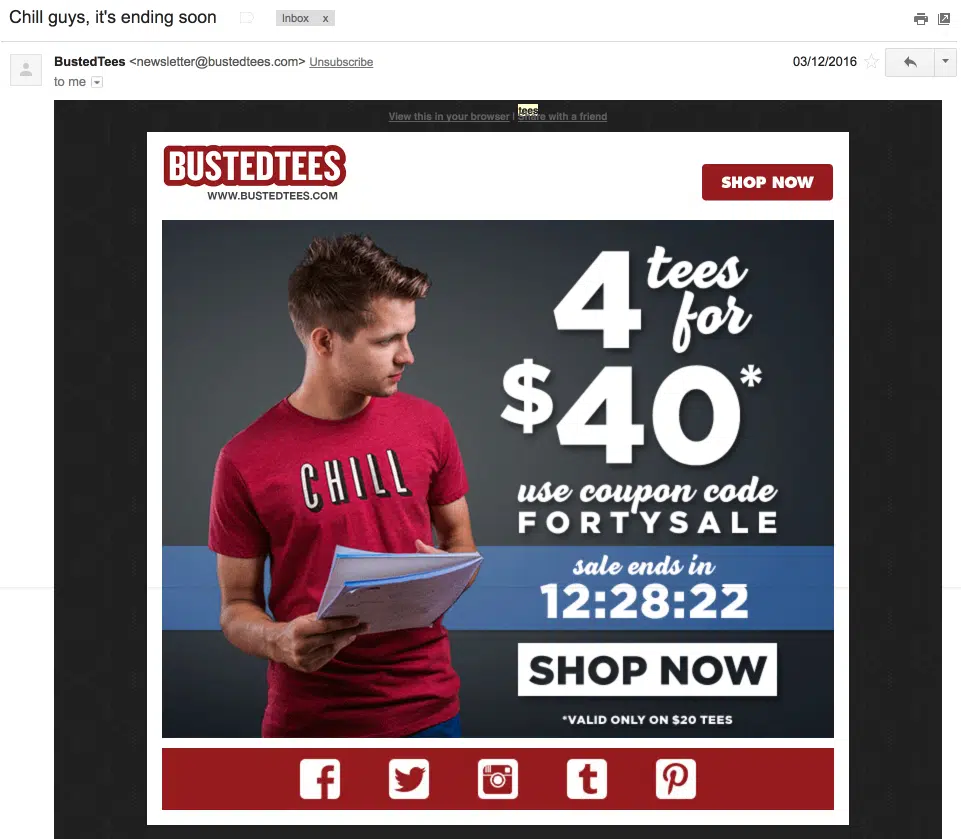 Chill guys, it's ending soon
Inbox x
BustedTees <newsletter@bustedtees.com> Unsubscribe
03/12/2016
to me
tees
View this in your browser | Share with a friend
BUSTEDTEES
WWW.BUSTEDTEES.COM
SHOP NOW
4 tees
for
$40*
CHILL
use coupon code
FORTYSALE
sale ends in
12:28:22
SHOP NOW
*VALID ONLY ON $20 TEES